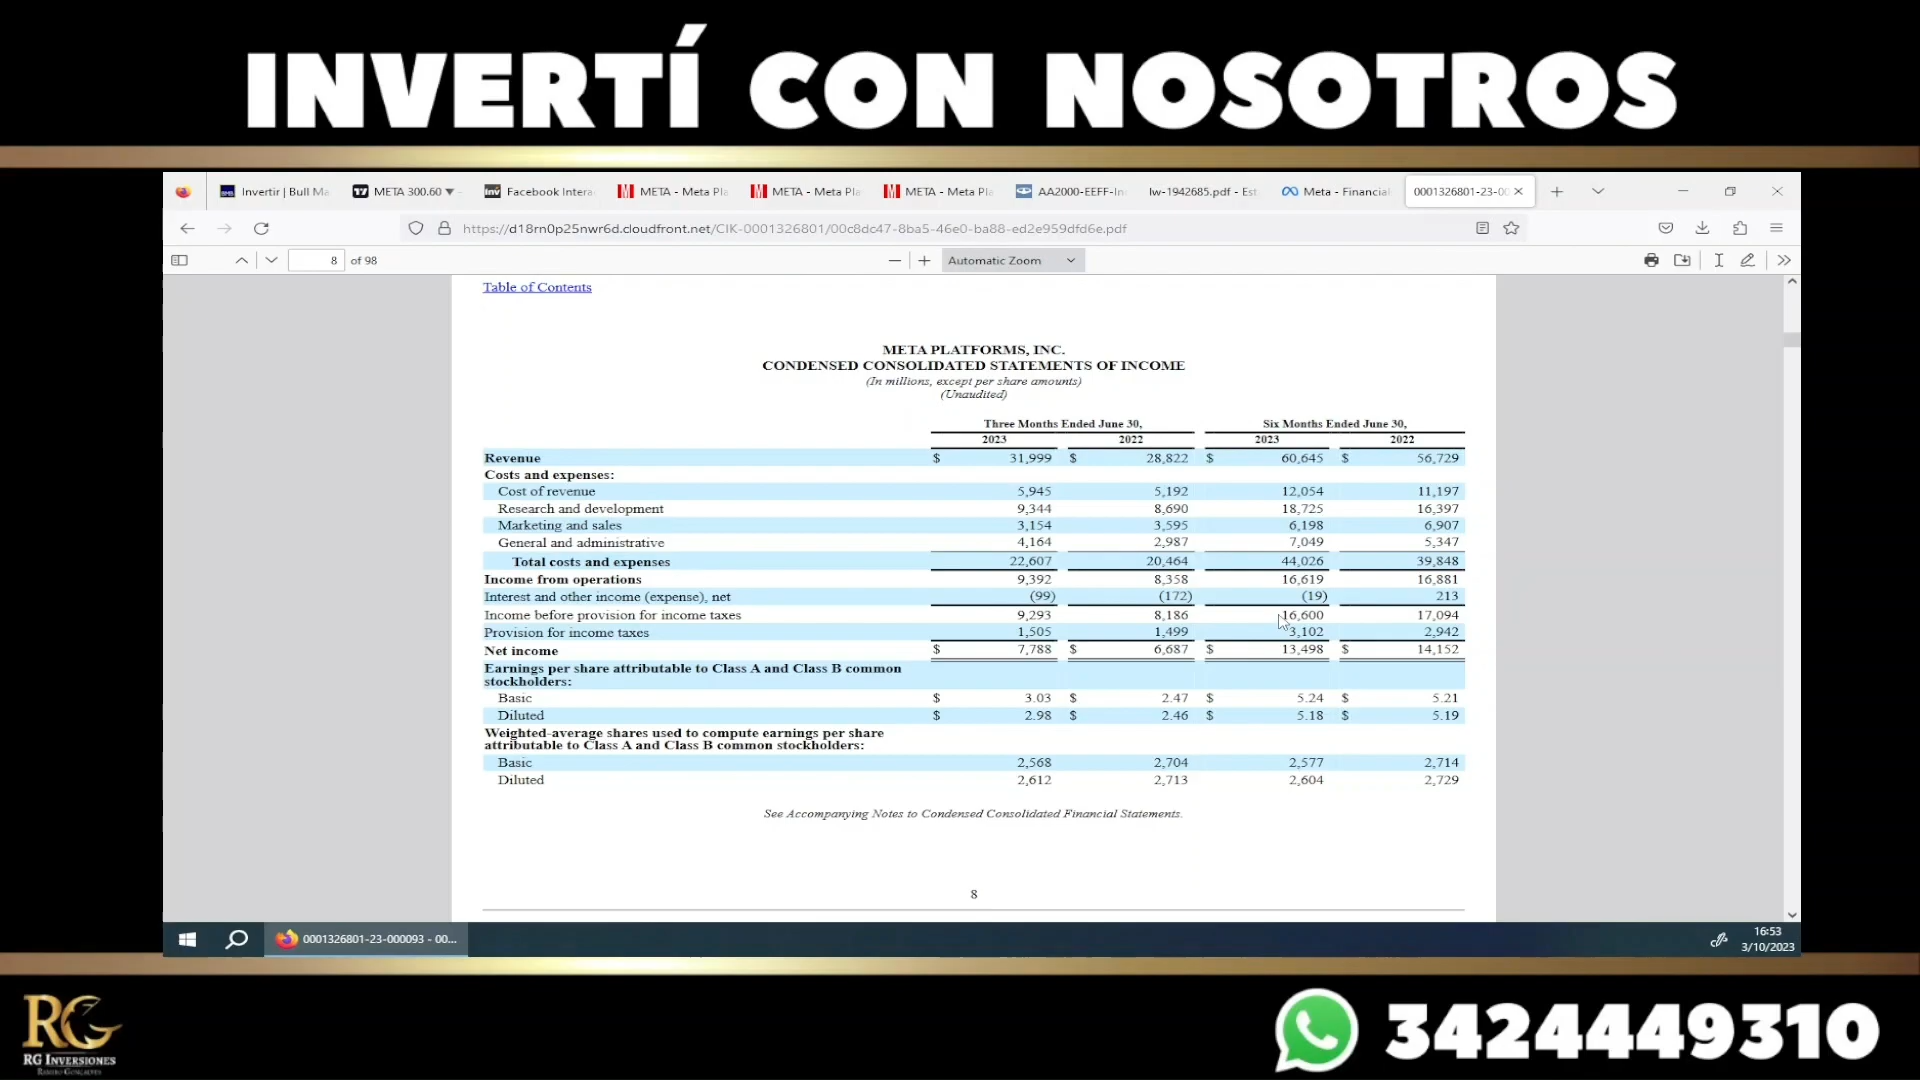 INVERTÍ CON NOSOTROS
Invertir | Bull Ma
META 300.60 ▼
Facebook Intera
META - Meta Pla
META - Meta Pla
META - Meta Pla
AA2000-EEFF-In
lw-1942685.pdf - Est
Meta - Financial
0001326801-23-00
https://d18rn0p25nwr6d.cloudfront.net/CIK-0001326801/00c8dc47-8ba5-46e0-ba88-ed2e959dfd6e.pdf
8 of 98
Automatic Zoom
Table of Contents
META PLATFORMS, INC.
CONDENSED CONSOLIDATED STATEMENTS OF INCOME
(In millions, except per share amounts)
(Unaudited)
Three Months Ended June 30, Six Months Ended June 30,
2023 2022 2023 2022
Revenue $ 31,999 $ 28,822 $ 60,645 $ 56,729
Costs and expenses:
Cost of revenue 5,945 5,192 12,054 11,197
Research and development 9,344 8,690 18,725 16,397
Marketing and sales 3,154 3,595 6,198 6,907
General and administrative 4,164 2,987 7,049 5,347
Total costs and expenses 22,607 20,464 44,026 39,848
Income from operations 9,392 8,358 16,619 16,881
Interest and other income (expense), net (99) (172) (19) 213
Income before provision for income taxes 9,293 8,186 16,600 17,094
Provision for income taxes 1,505 1,499 3,102 2,942
Net income $ 7,788 $ 6,687 $ 13,498 $ 14,152
Earnings per share attributable to Class A and Class B common
stockholders:
Basic $ 3.03 $ 2.47 $ 5.24 $ 5.21
Diluted $ 2.98 $ 2.46 $ 5.18 $ 5.19
Weighted-average shares used to compute earnings per share
attributable to Class A and Class B common stockholders:
Basic 2,568 2,704 2,577 2,714
Diluted 2,612 2,713 2,604 2,729
See Accompanying Notes to Condensed Consolidated Financial Statements.
8
0001326801-23-000093 - 00...
16:53
3/10/2023
RG
RG INVERSIONES
RAMIRO GONCALVES
3424449310